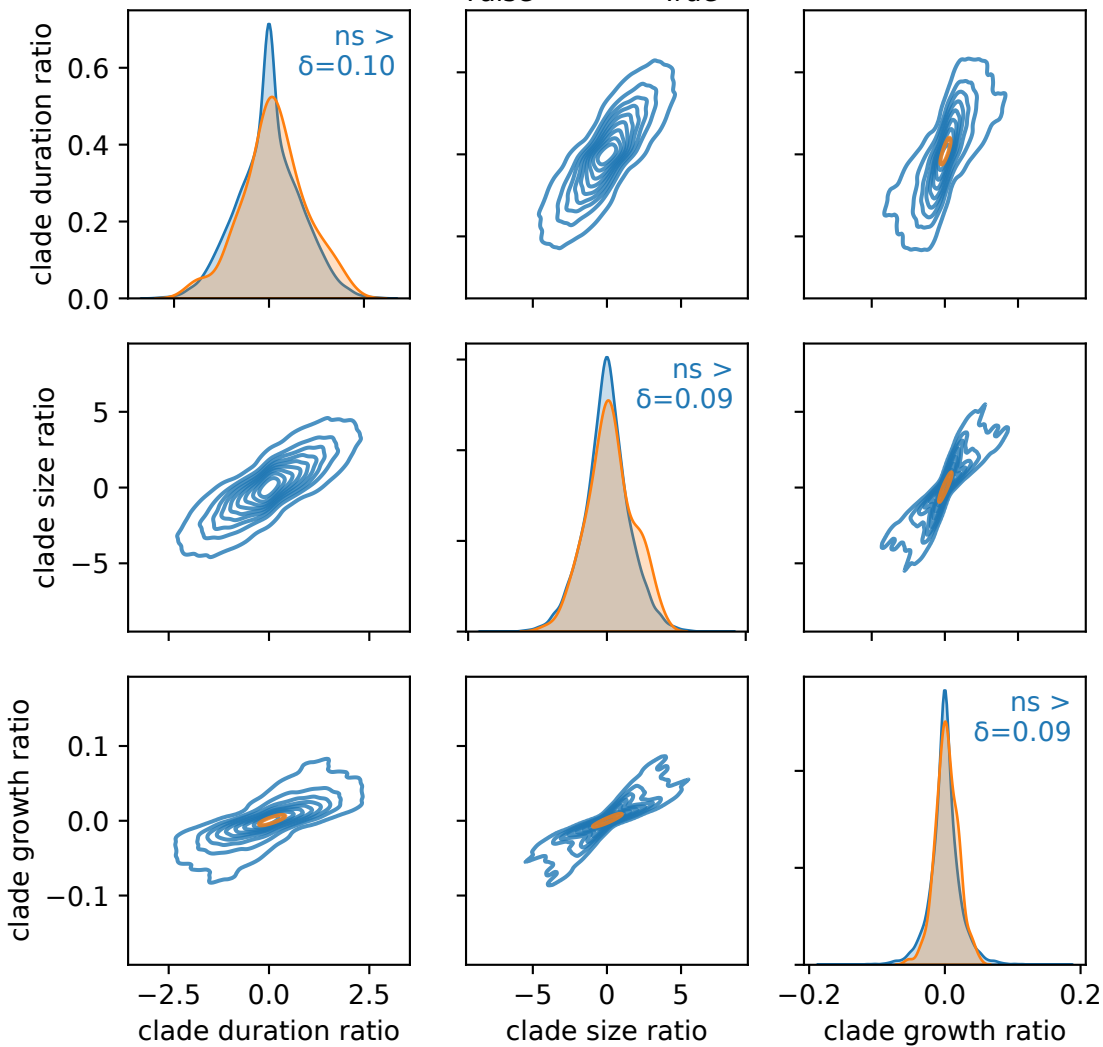 clade duration ratio
0.6
0.4
0.2
0.0
ns >
δ=0.10
clade size ratio
5
0
−5
ns >
δ=0.09
clade growth ratio
0.1
0.0
−0.1
ns >
δ=0.09
−2.5 0.0 2.5
−5 0 5
−0.2 0.0 0.2
clade duration ratio
clade size ratio
clade growth ratio